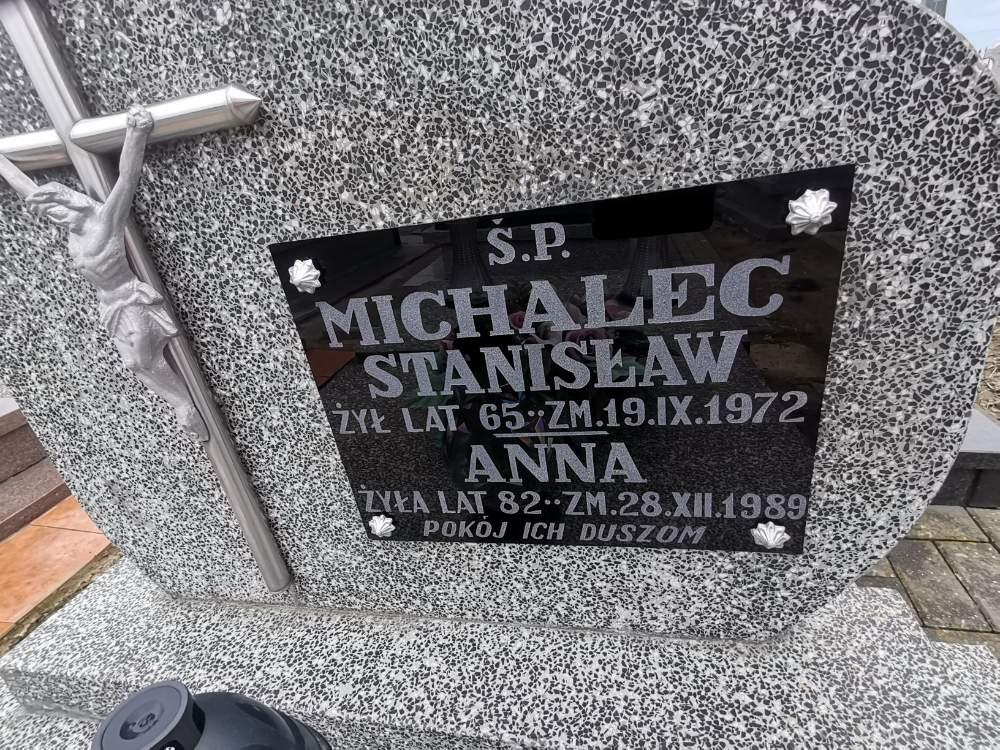 Ś.P.
MICHALEC
STANISŁAW
ŻYŁ LAT 65··ZM.19.IX.1972
ANNA
ŻYŁA LAT 82··ZM.28.XII.1989
POKÓJ ICH DUSZOM